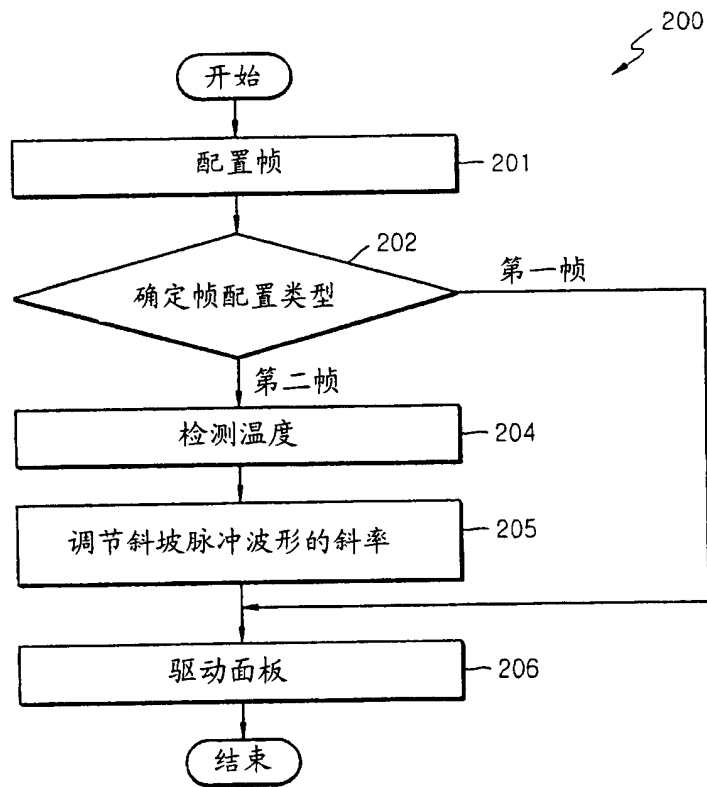 200
开始
配置帧
201
202
确定帧配置类型
第一帧
第二帧
检测温度
204
调节斜坡脉冲波形的斜率
205
驱动面板
206
结束